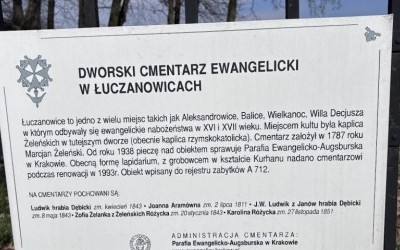 DWORSKI CMENTARZ EWANGELICKI
W ŁUCZANOWICACH
Łuczanowice to jedno z wielu miejsc takich jak Aleksandrowice, Balice, Wielkanoc, Willa Decjusza
w którym odbywały się ewangelickie nabożeństwa w XVI i XVII wieku. Miejscem kultu była kaplica
Żeleńskich w tutejszym dworze (obecnie kaplica rzymskokatolicka). Cmentarz założył w 1787 roku
Marcjan Żeleński. Od roku 1938 pieczę nad obiektem sprawuje Parafia Ewangelicko-Augsburska
w Krakowie. Obecną formę lapidarium, z grobowcem w kształcie Kurhanu nadano cmentarzowi
podczas renowacji w 1993r. Obiekt wpisany do rejestru zabytków A 712.
NA CMENTARZU POCHOWANI SĄ:
Ludwik hrabia Dębicki zm. kwiecień 1843 • Joanna Aramówna zm. 2 lipca 1811 • J.W. Ludwik z Janów hrabia Dębicki
zm. 8 maja 1843 • Zofia Żelanka z Żeleńskich Różycka zm. 20 stycznia 1843 • Karolina Różycka zm. 27 listopada 1851
ADMINISTRACJA CMENTARZA:
Parafia Ewangelicko-Augsburska w Krakowie